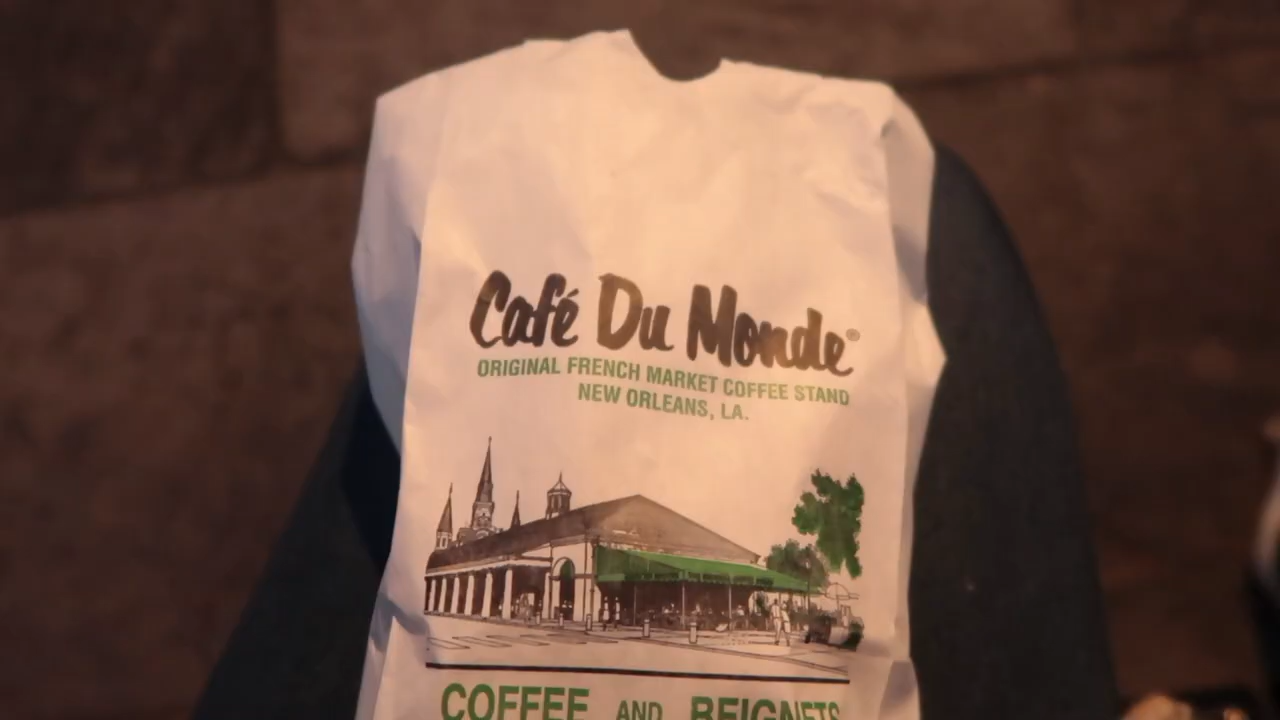 Café Du Monde®
ORIGINAL FRENCH MARKET COFFEE STAND
NEW ORLEANS, LA.
COFFEE AND BEIGNETS